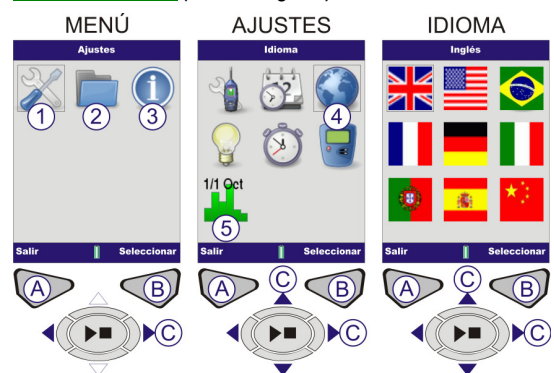 MENÚ
Ajustes
1
2
3
Salir
Seleccionar
A
B
C
AJUSTES
Idioma
4
1/1 Oct
5
Salir
Seleccionar
A
C
B
C
IDIOMA
Inglés
Salir
Seleccionar
A
C
B
C